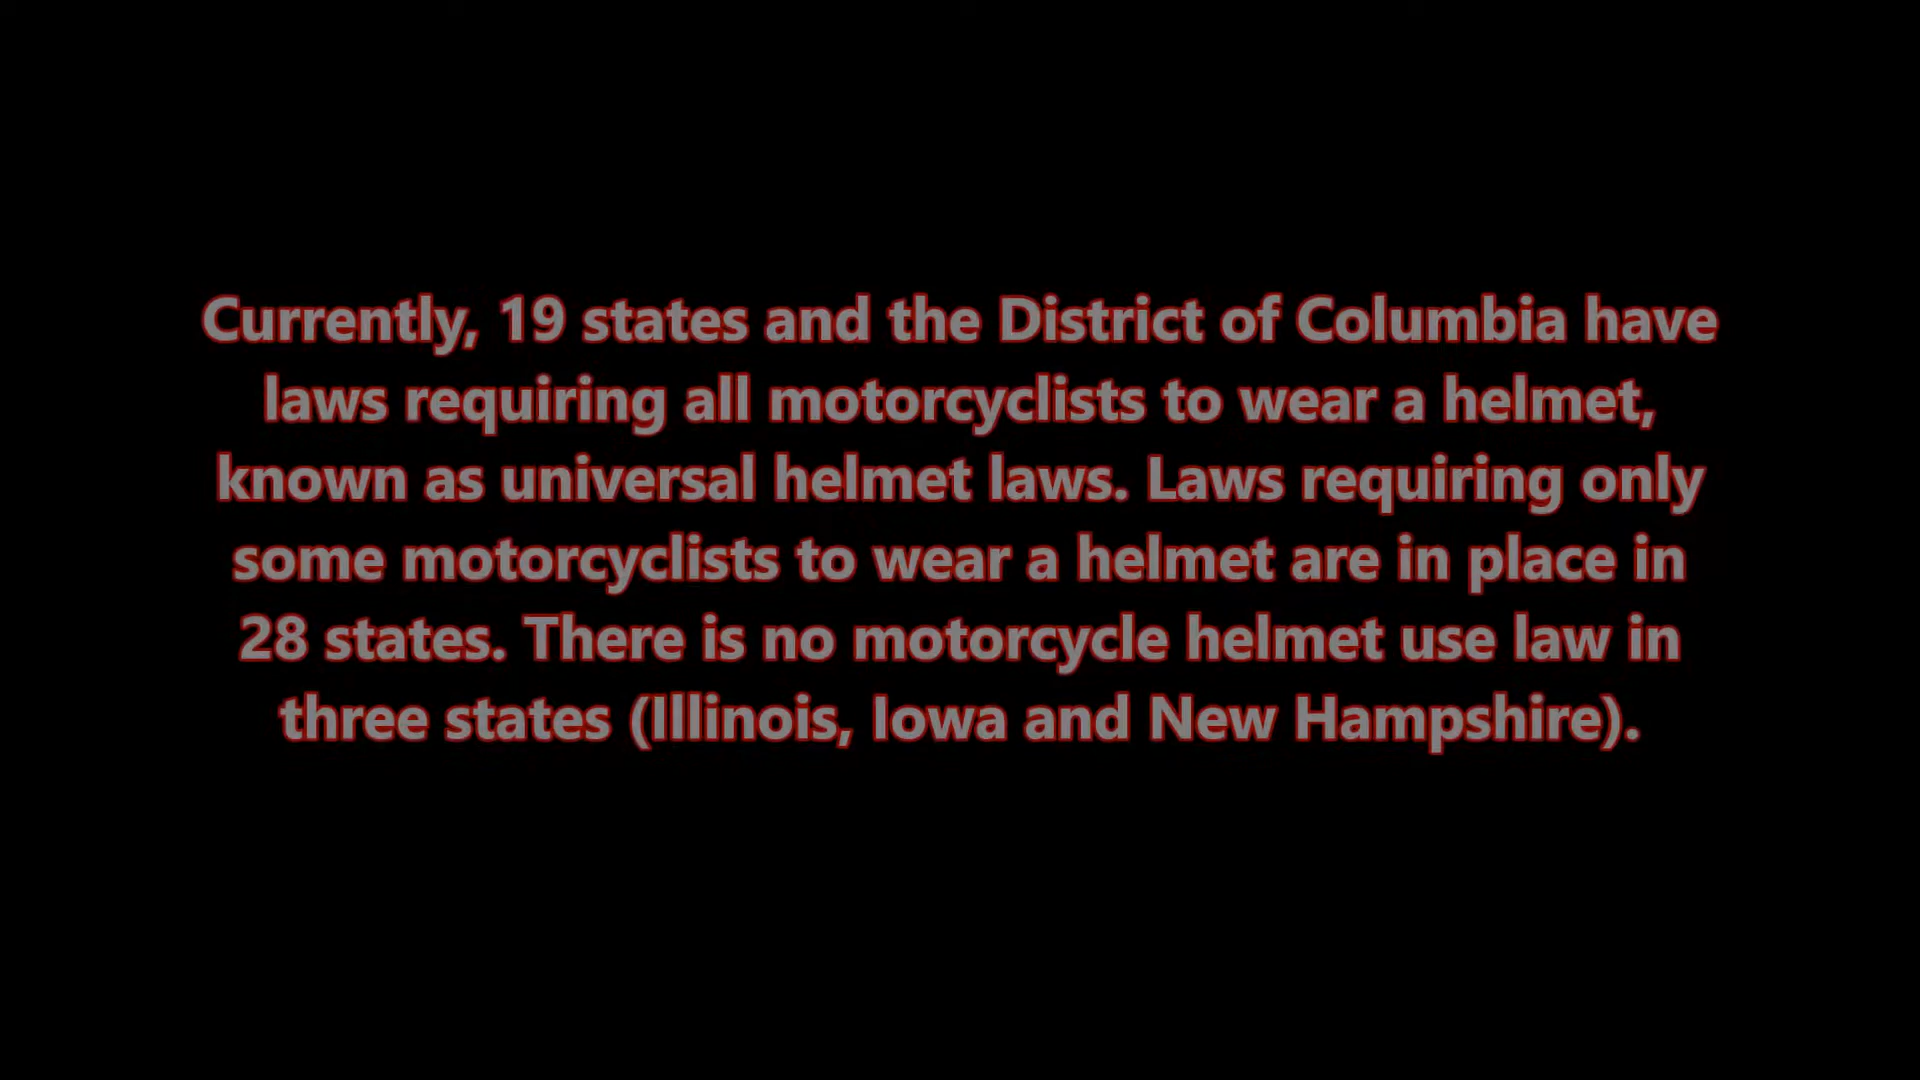 Currently, 19 states and the District of Columbia have
laws requiring all motorcyclists to wear a helmet,
known as universal helmet laws. Laws requiring only
some motorcyclists to wear a helmet are in place in
28 states. There is no motorcycle helmet use law in
three states (Illinois, Iowa and New Hampshire).